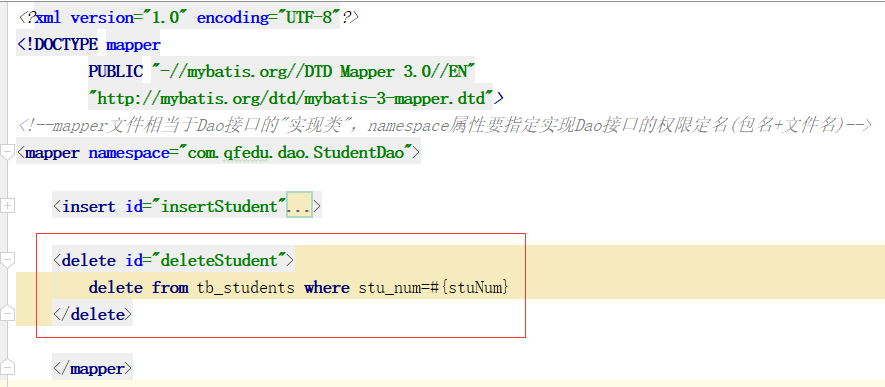 <?xml version="1.0" encoding="UTF-8"?>
<!DOCTYPE mapper
PUBLIC "-//mybatis.org//DTD Mapper 3.0//EN"
"http://mybatis.org/dtd/mybatis-3-mapper.dtd">
<!--mapper文件相当于Dao接口的"实现类"，namespace属性要指定实现Dao接口的权限定名(包名+文件名)-->
<mapper namespace="com.qfedu.dao.StudentDao">
<insert id="insertStudent"...>
<delete id="deleteStudent">
delete from tb_students where stu_num=#{stuNum}
</delete>
</mapper>